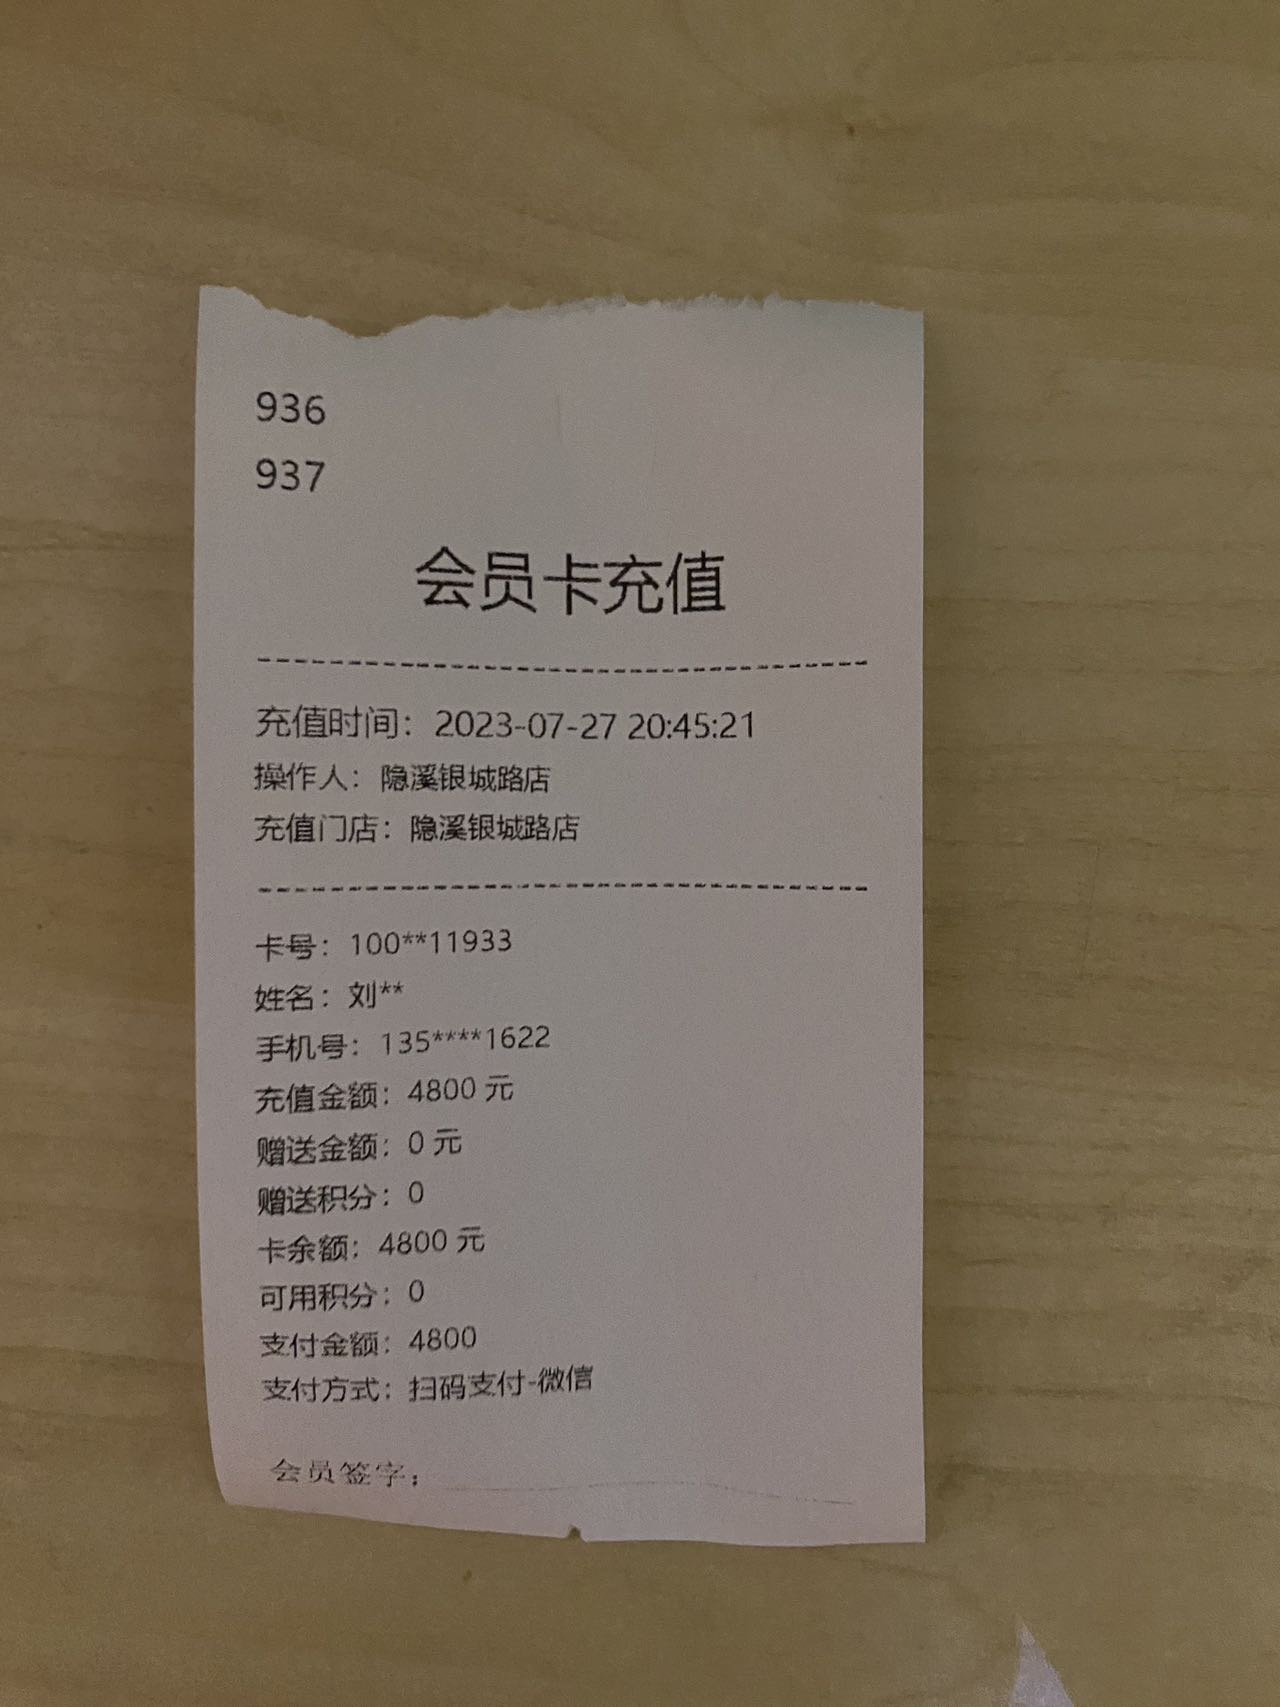 936
937
会员卡充值
充值时间：2023-07-27 20:45:21
操作人：隐溪银城路店
充值门店：隐溪银城路店
卡号：100**11933
姓名：刘**
手机号：135****1622
充值金额：4800 元
赠送金额：0 元
赠送积分：0
卡余额：4800 元
可用积分：0
支付金额：4800
支付方式：扫码支付-微信
会员签字：